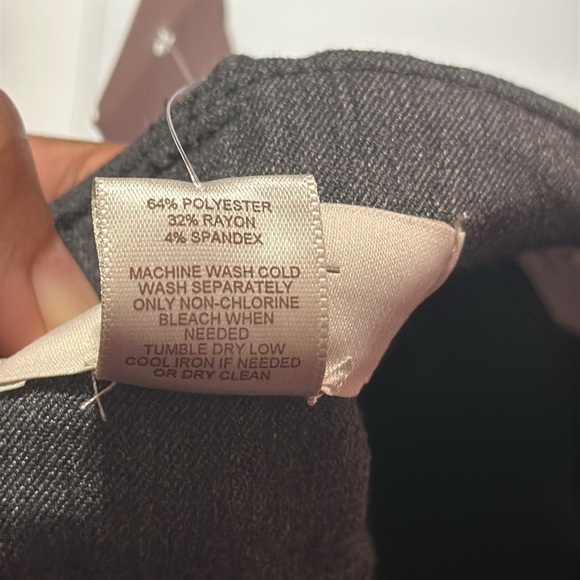 64% POLYESTER
32% RAYON
4% SPANDEX
MACHINE WASH COLD
WASH SEPARATELY
ONLY NON-CHLORINE
BLEACH WHEN
NEEDED
TUMBLE DRY LOW
COOL IRON IF NEEDED
OR DRY CLEAN